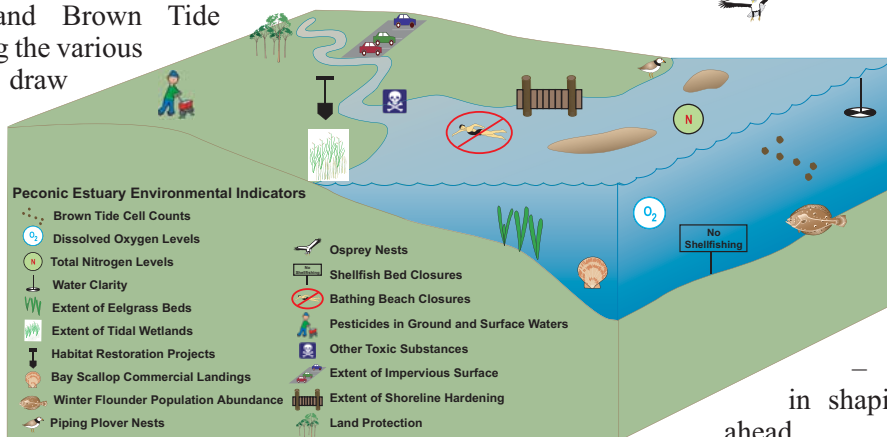 and Brown Tide
g the various
draw
N
O2
No
Shellfishing
Peconic Estuary Environmental Indicators
Brown Tide Cell Counts
O2
Dissolved Oxygen Levels
N
Total Nitrogen Levels
Water Clarity
Extent of Eelgrass Beds
Extent of Tidal Wetlands
Habitat Restoration Projects
Bay Scallop Commercial Landings
Winter Flounder Population Abundance
Piping Plover Nests
Osprey Nests
No
Shellfishing
Shellfish Bed Closures
Bathing Beach Closures
Pesticides in Ground and Surface Waters
Other Toxic Substances
Extent of Impervious Surface
Extent of Shoreline Hardening
Land Protection
–
in shapi
ahead